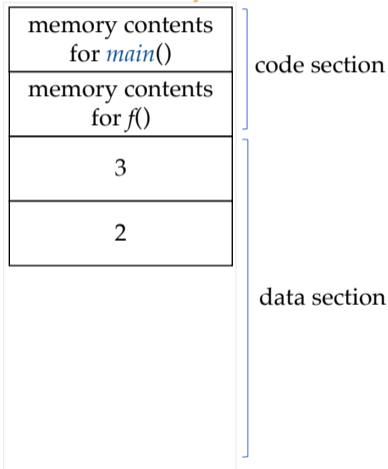 memory contents
for main()
code section
memory contents
for f()
3
2
data section